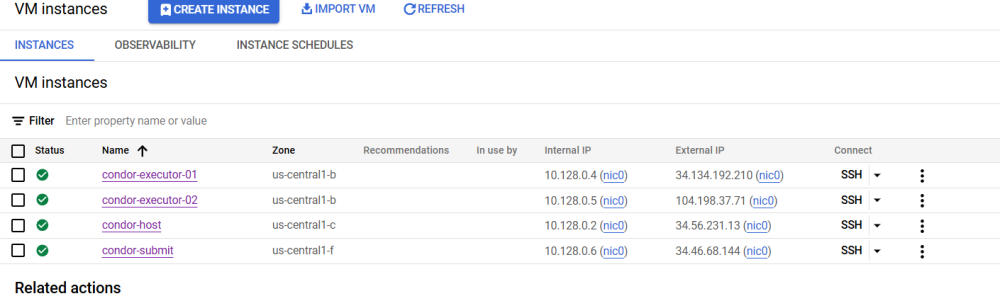 VM instances CREATE INSTANCE IMPORT VM REFRESH
INSTANCES OBSERVABILITY INSTANCE SCHEDULES
VM instances
Filter Enter property name or value
Status Name Zone Recommendations In use by Internal IP External IP Connect
condor-executor-01 us-central1-b 10.128.0.4 (nic0) 34.134.192.210 (nic0) SSH
condor-executor-02 us-central1-b 10.128.0.5 (nic0) 104.198.37.71 (nic0) SSH
condor-host us-central1-c 10.128.0.2 (nic0) 34.56.231.13 (nic0) SSH
condor-submit us-central1-f 10.128.0.6 (nic0) 34.46.68.144 (nic0) SSH
Related actions